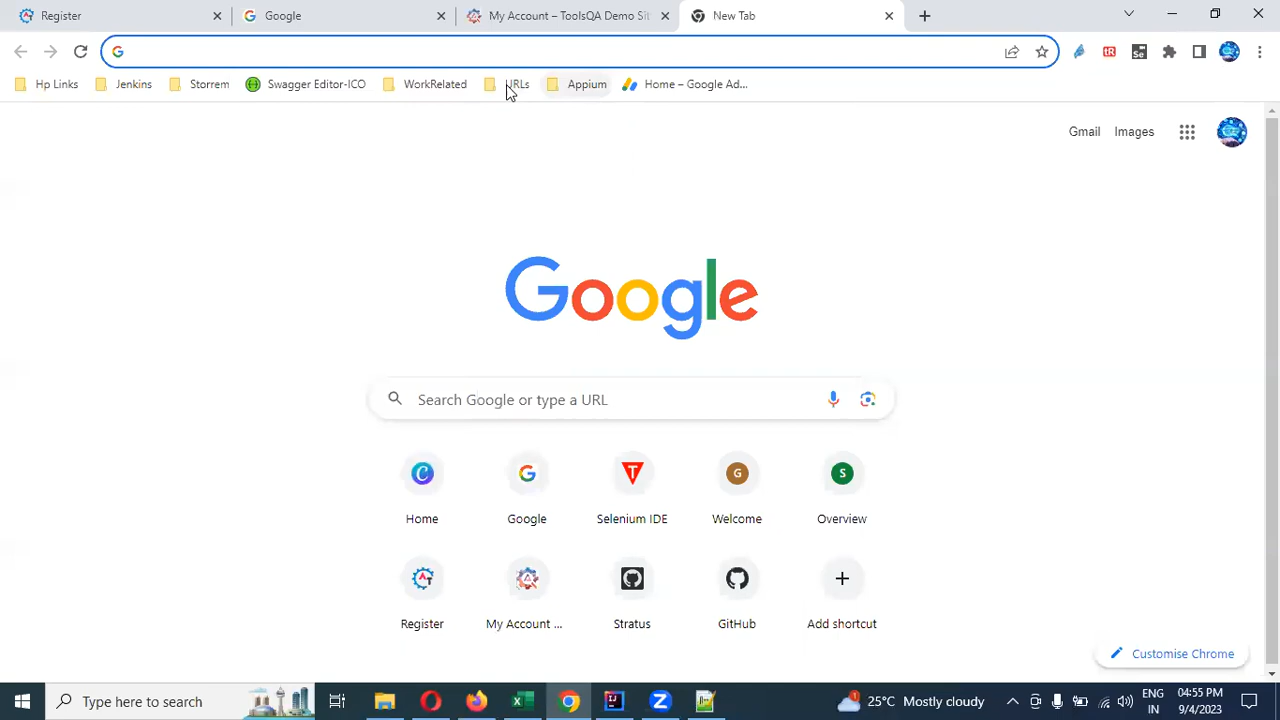 Register
Google
My Account – ToolsQA Demo Sit
New Tab
Hp Links
Jenkins
Storrem
Swagger Editor-ICO
WorkRelated
URLs
Appium
Home – Google Ad...
Gmail
Images
Google
Search Google or type a URL
Home
Google
Selenium IDE
Welcome
Overview
Register
My Account ...
Stratus
GitHub
Add shortcut
Customise Chrome
Type here to search
25°C Mostly cloudy
ENG
IN
04:55 PM
9/4/2023